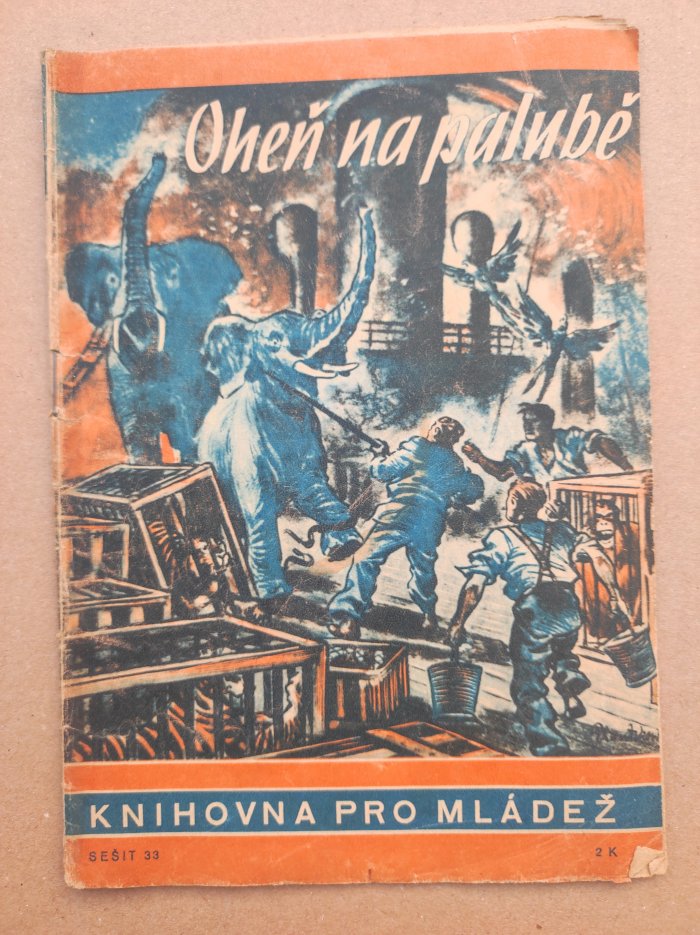 Oheň na palubě
KNIHOVNA PRO MLÁDEŽ
SEŠIT 33
2 K